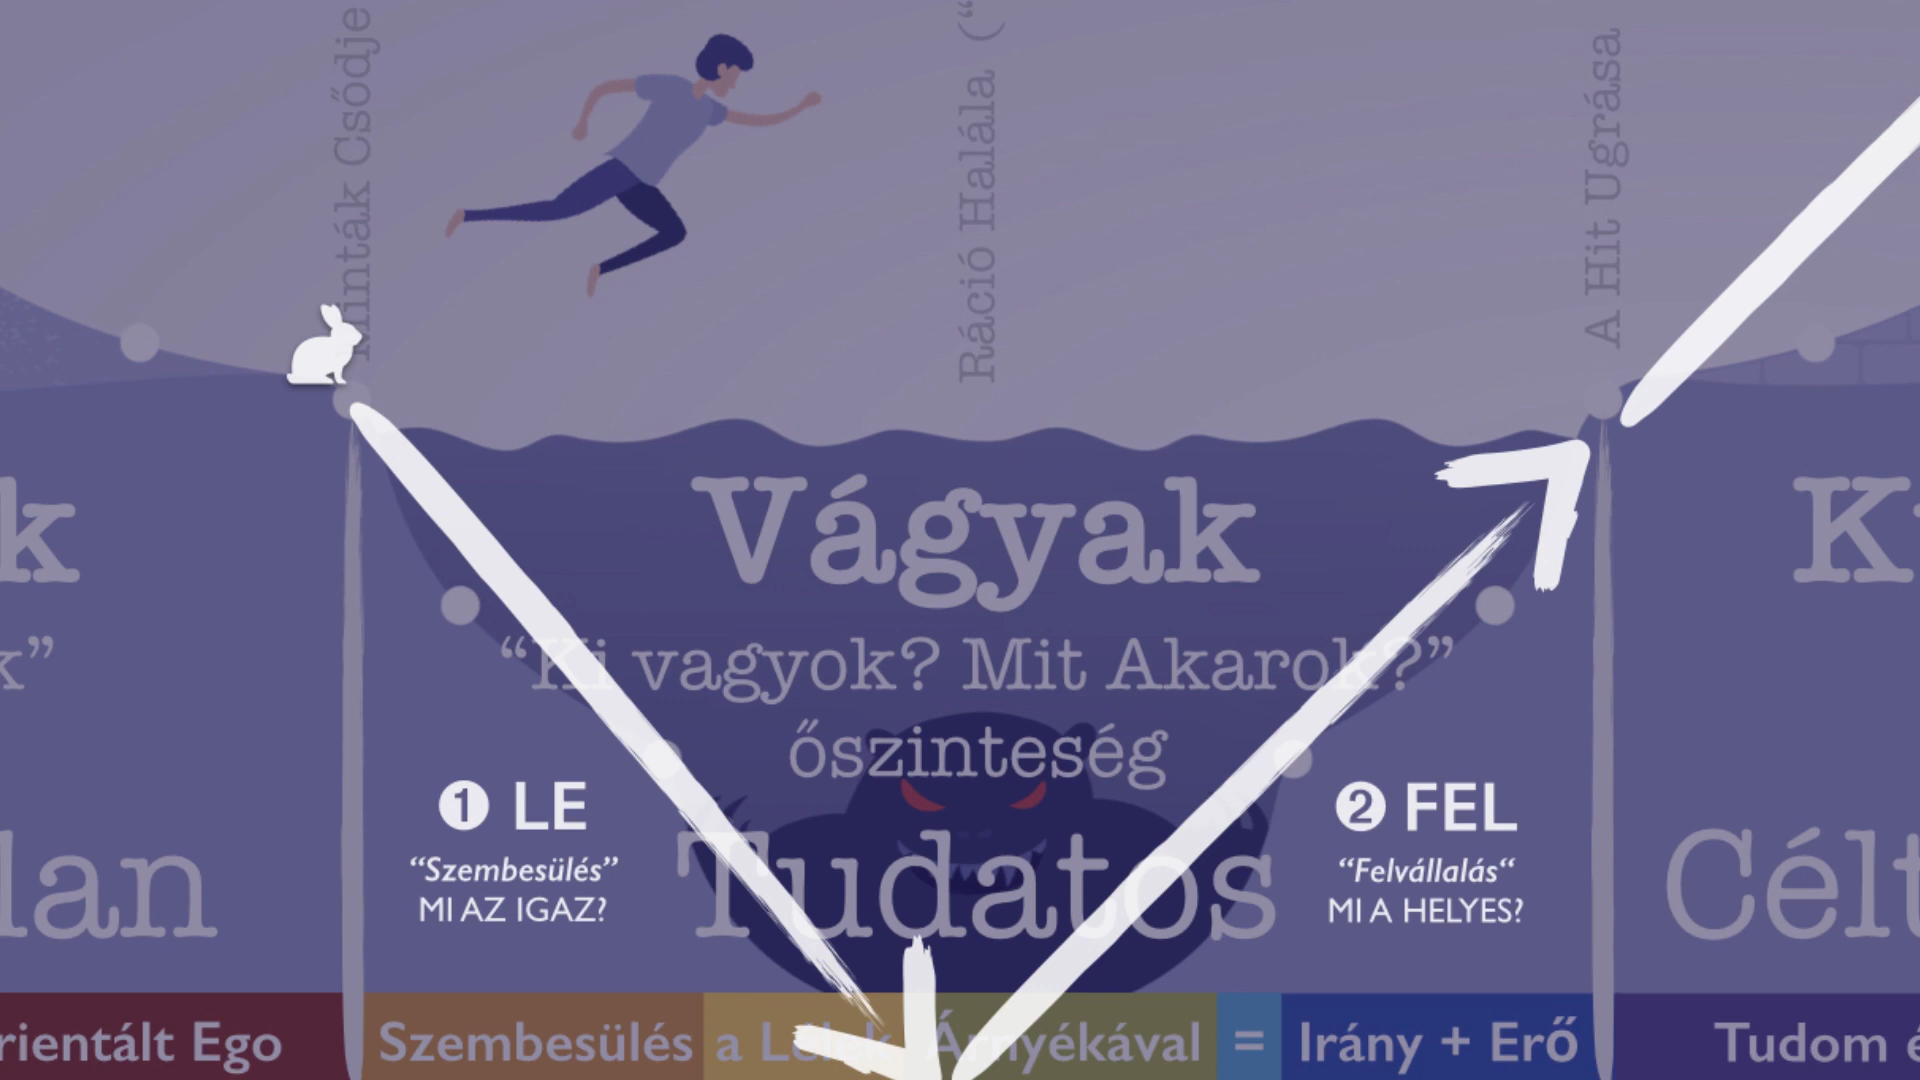 Minták Csődje
Ráció Halála (“
A Hit Ugrása
k
Vágyak
K
k”
“Ki vagyok? Mit Akarok?”
őszinteség
1 LE
“Szembesülés”
MI AZ IGAZ?
2 FEL
“Felvállalás“
MI A HELYES?
lan
Tudatos
Célt
rientált Ego
Szembesülés a Lélek Árnyékával = Irány + Erő
Tudom é